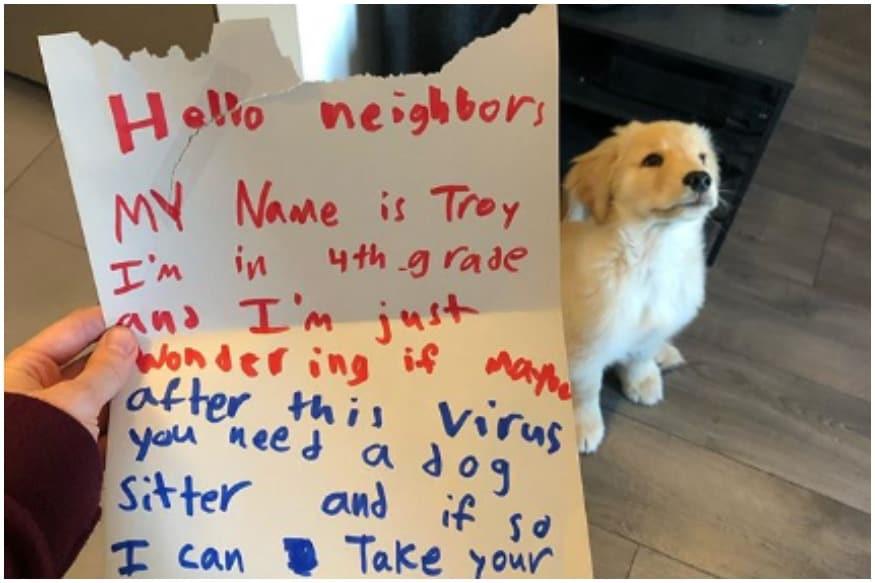 Hello neighbors
MY Name is Troy
I'm in 4th grade
and I'm just
wondering if Maybe
after this Virus
you need a dog
sitter and if so
I can Take your